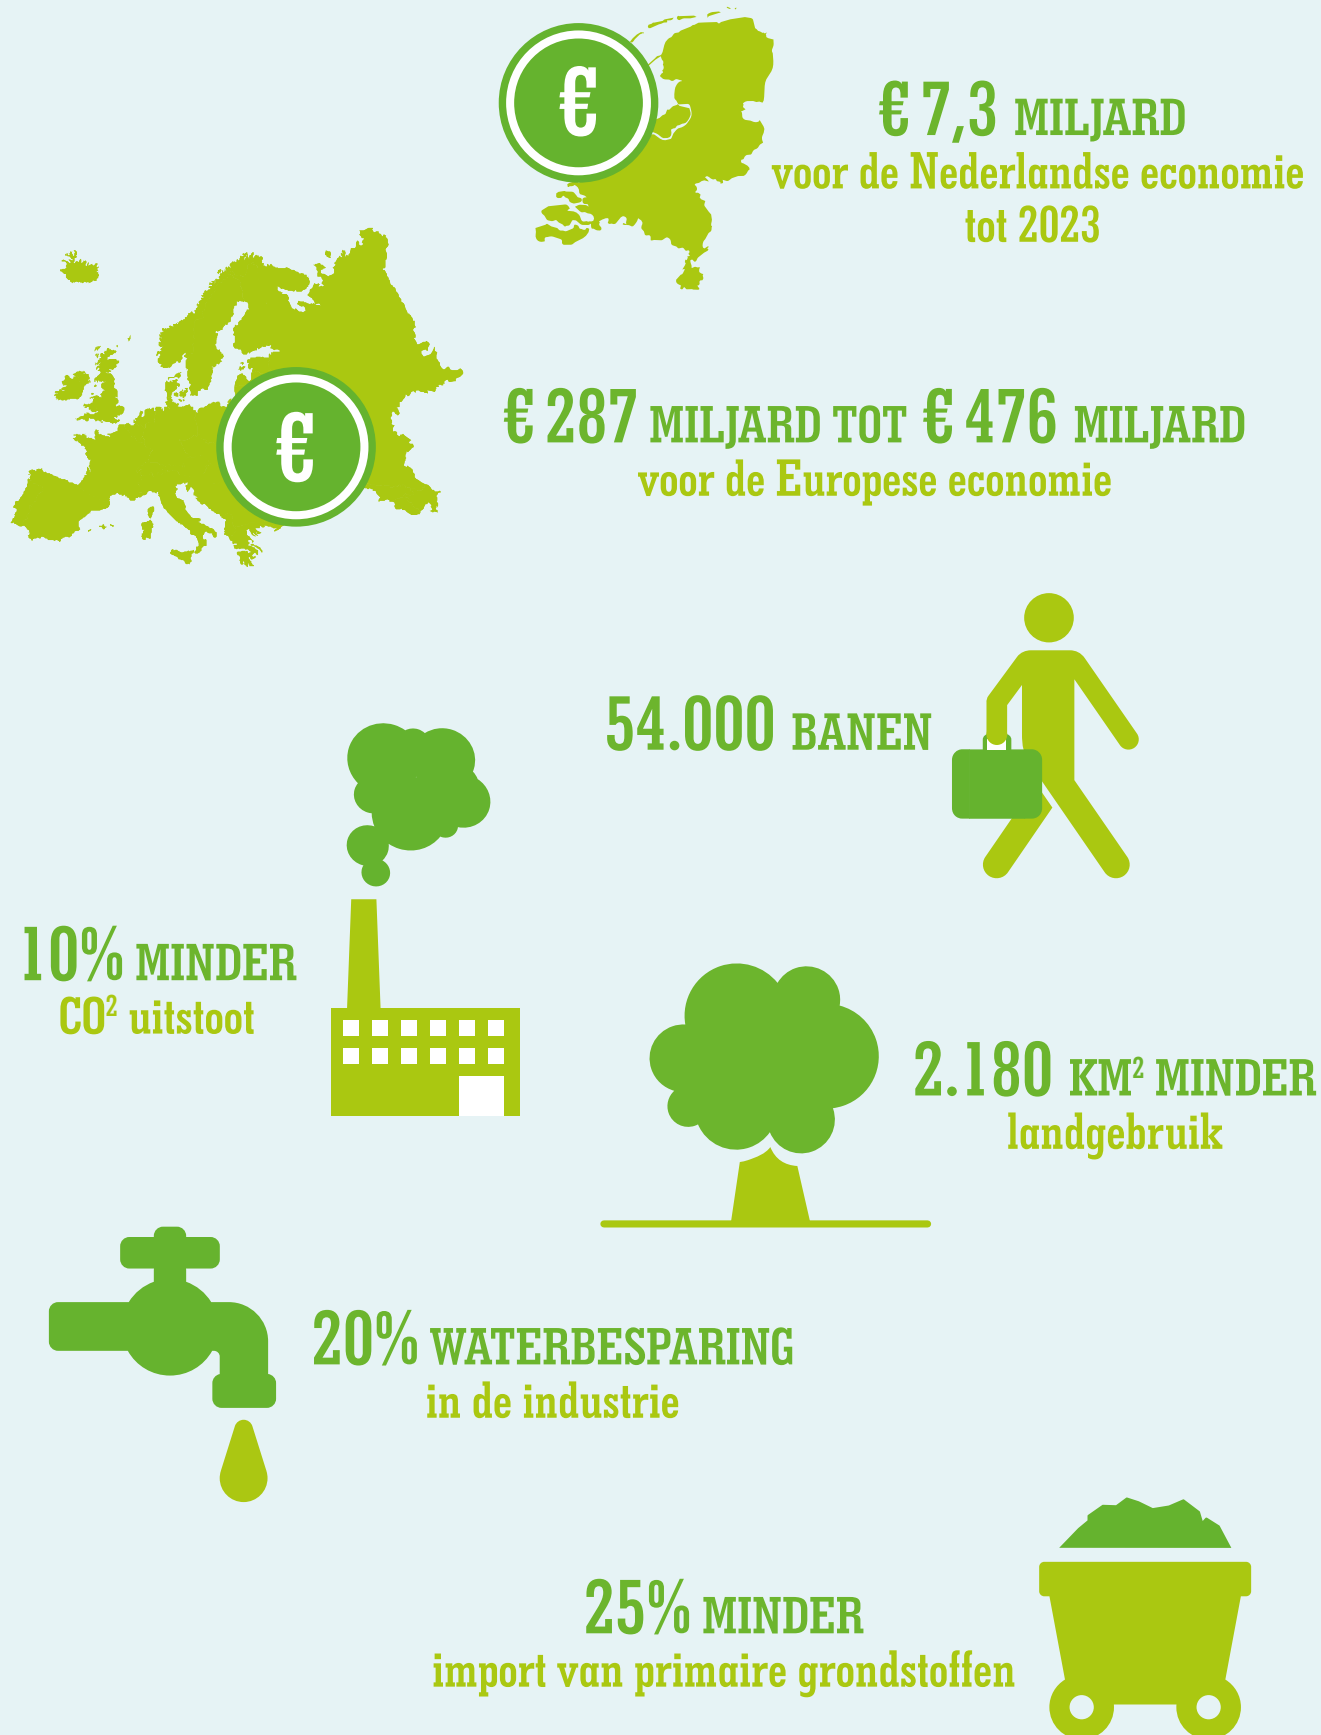 €
€ 7,3 MILJARD
voor de Nederlandse economie
tot 2023
€
€ 287 MILJARD TOT € 476 MILJARD
voor de Europese economie
54.000 BANEN
10% MINDER
CO² uitstoot
2.180 KM² MINDER
landgebruik
20% WATERBESPARING
in de industrie
25% MINDER
import van primaire grondstoffen